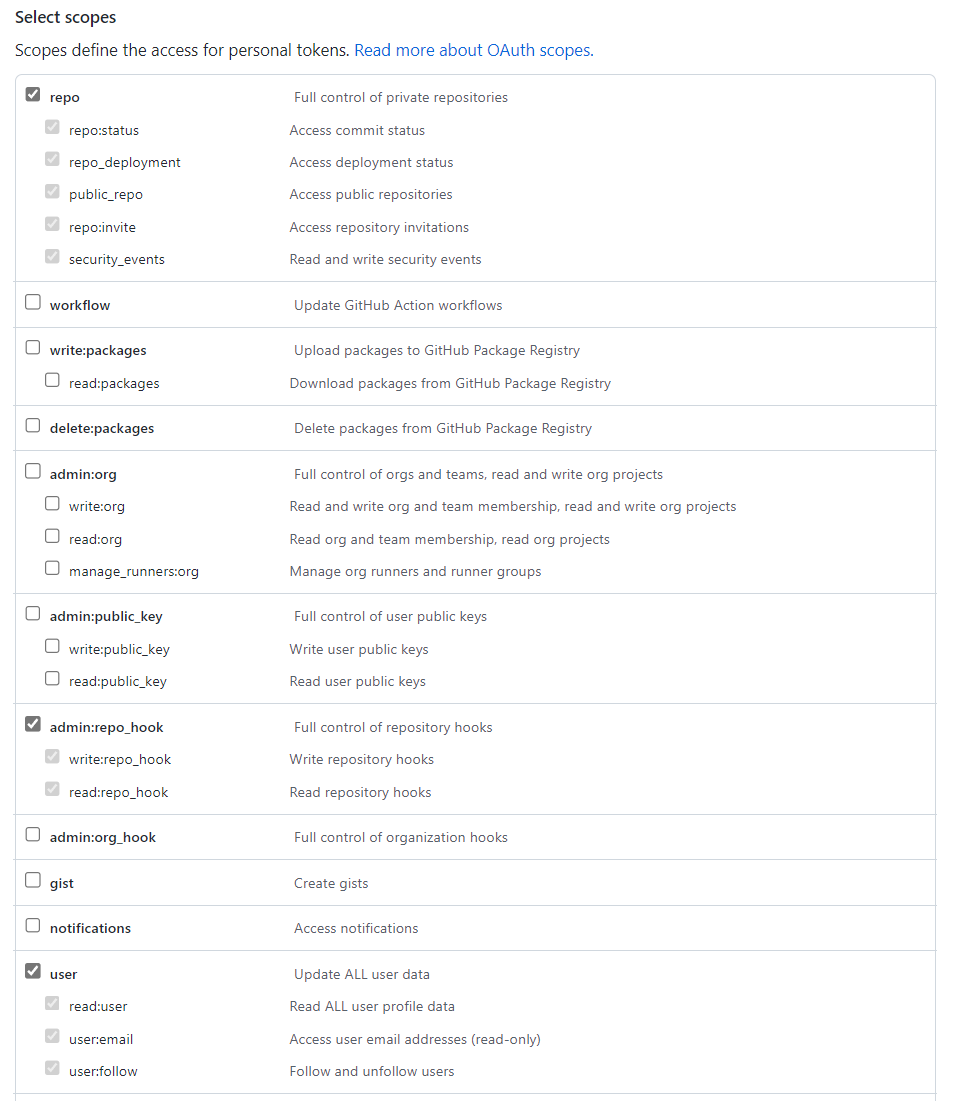 Select scopes
Scopes define the access for personal tokens. Read more about OAuth scopes.
repo Full control of private repositories
repo:status Access commit status
repo_deployment Access deployment status
public_repo Access public repositories
repo:invite Access repository invitations
security_events Read and write security events
workflow Update GitHub Action workflows
write:packages Upload packages to GitHub Package Registry
read:packages Download packages from GitHub Package Registry
delete:packages Delete packages from GitHub Package Registry
admin:org Full control of orgs and teams, read and write org projects
write:org Read and write org and team membership, read and write org projects
read:org Read org and team membership, read org projects
manage_runners:org Manage org runners and runner groups
admin:public_key Full control of user public keys
write:public_key Write user public keys
read:public_key Read user public keys
admin:repo_hook Full control of repository hooks
write:repo_hook Write repository hooks
read:repo_hook Read repository hooks
admin:org_hook Full control of organization hooks
gist Create gists
notifications Access notifications
user Update ALL user data
read:user Read ALL user profile data
user:email Access user email addresses (read-only)
user:follow Follow and unfollow users